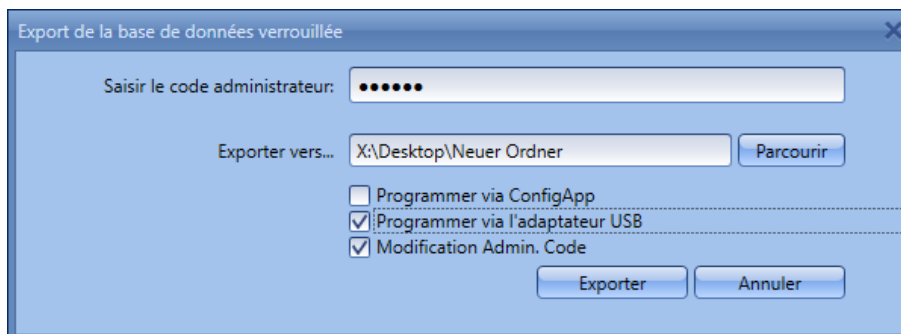 Export de la base de données verrouillée
Saisir le code administrateur: ●●●●●●
Exporter vers... X:\Desktop\Neuer Ordner Parcourir
Programmer via ConfigApp
Programmer via l'adaptateur USB
Modification Admin. Code
Exporter Annuler